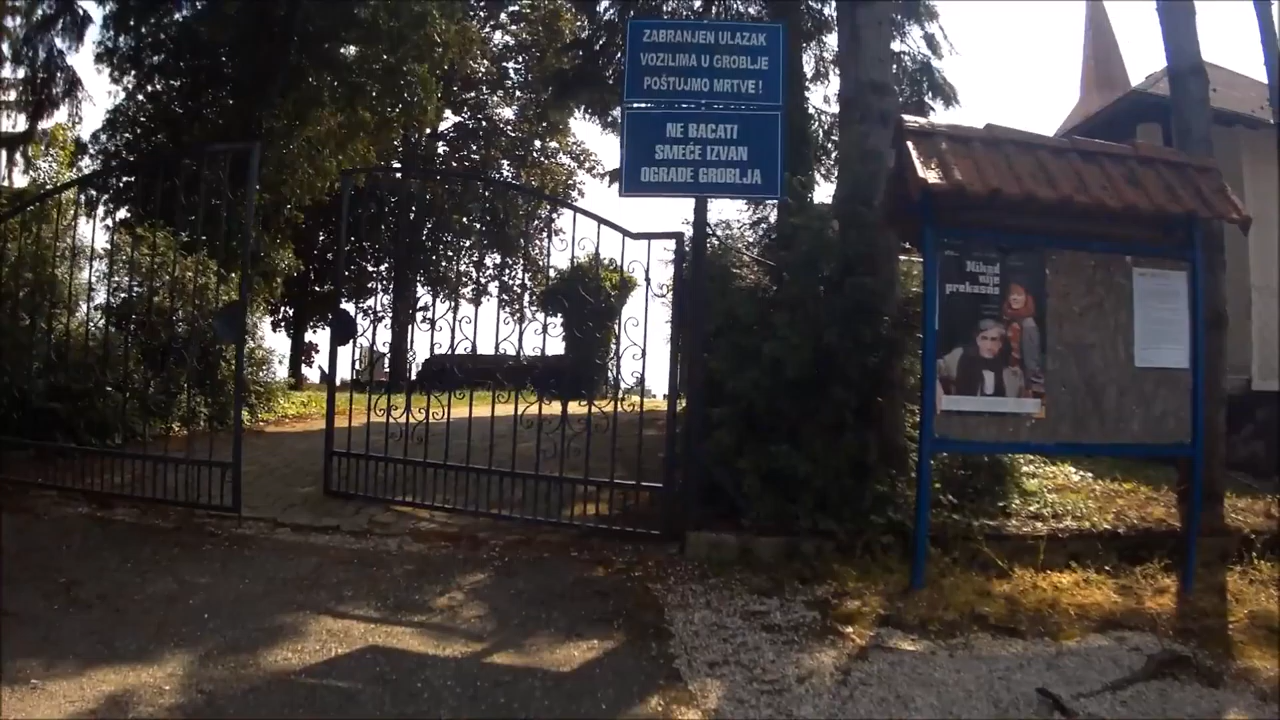 ZABRANJEN ULAZAK
VOZILIMA U GROBLJE
POŠTUJMO MRTVE !
NE BACATI
SMEĆE IZVAN
OGRADE GROBLJA
Nikad
nije
prekasno